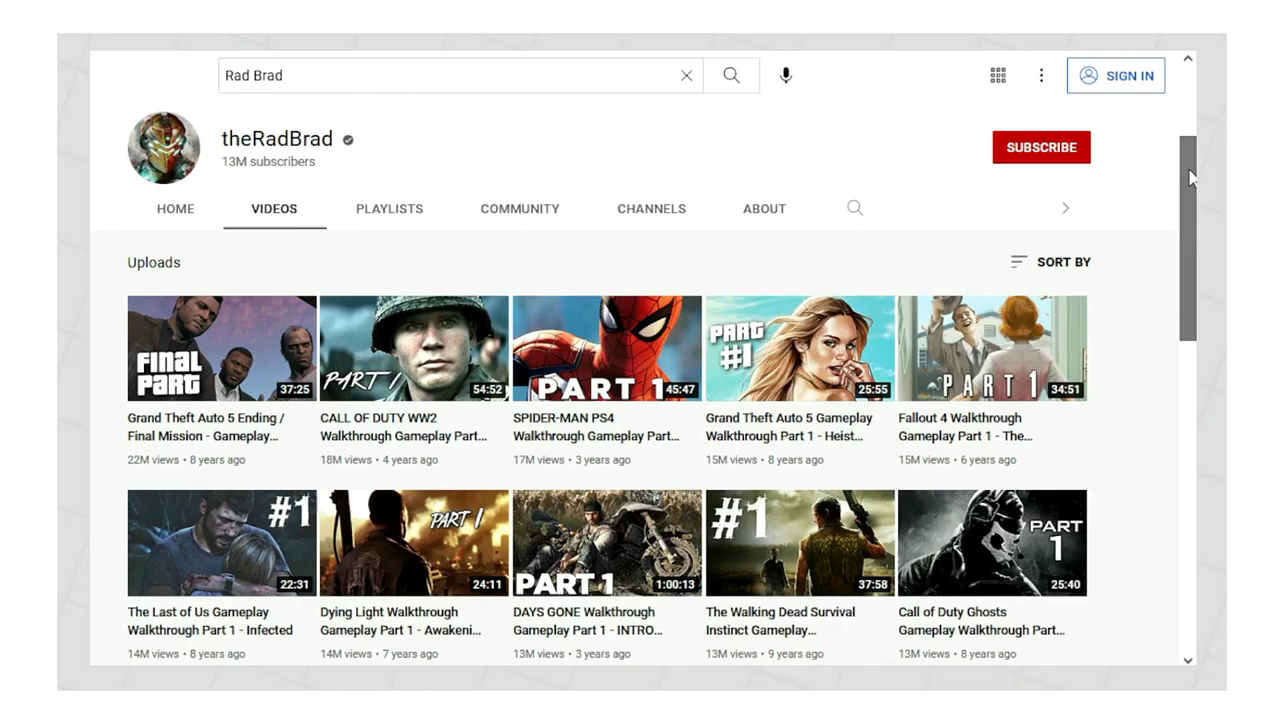 Rad Brad
SIGN IN
theRadBrad
13M subscribers
SUBSCRIBE
HOME VIDEOS PLAYLISTS COMMUNITY CHANNELS ABOUT
Uploads
SORT BY
FINAL PART 37:25
PART 1 54:52
PART 1 45:47
PART #1 25:55
PART 1 34:51
Grand Theft Auto 5 Ending /
Final Mission - Gameplay...
22M views • 8 years ago
CALL OF DUTY WW2
Walkthrough Gameplay Part...
18M views • 4 years ago
SPIDER-MAN PS4
Walkthrough Gameplay Part...
17M views • 3 years ago
Grand Theft Auto 5 Gameplay
Walkthrough Part 1 - Heist...
15M views • 8 years ago
Fallout 4 Walkthrough
Gameplay Part 1 - The...
15M views • 6 years ago
#1 22:31
PART 1 24:11
PART 1 1:00:13
#1 37:58
PART 1 25:40
The Last of Us Gameplay
Walkthrough Part 1 - Infected
14M views • 8 years ago
Dying Light Walkthrough
Gameplay Part 1 - Awakeni...
14M views • 7 years ago
DAYS GONE Walkthrough
Gameplay Part 1 - INTRO...
13M views • 3 years ago
The Walking Dead Survival
Instinct Gameplay...
13M views • 9 years ago
Call of Duty Ghosts
Gameplay Walkthrough Part...
13M views • 8 years ago